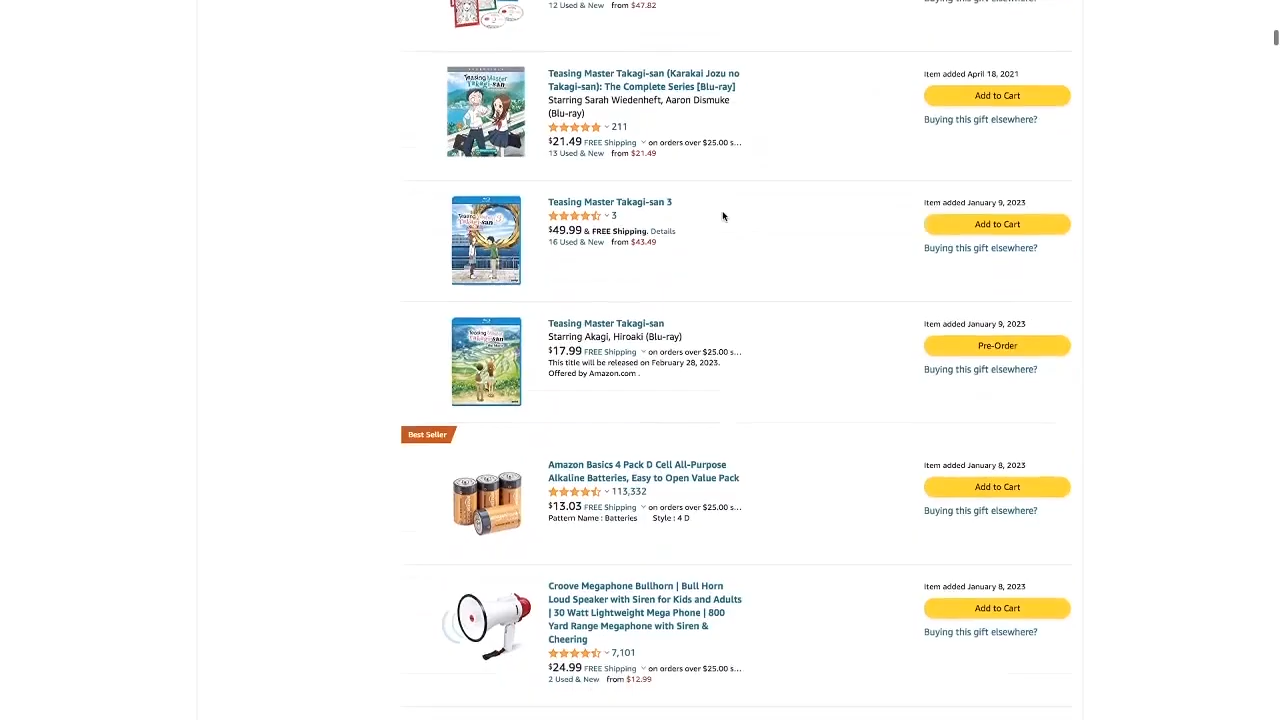 12 Used & New from $47.82
Buying this gift elsewhere?
Teasing Master Takagi-san (Karakai Jozu no
Takagi-san): The Complete Series [Blu-ray]
Starring Sarah Wiedenheft, Aaron Dismuke
(Blu-ray)
211
$21.49 FREE Shipping on orders over $25.00 s...
13 Used & New from $21.49
Item added April 18, 2021
Add to Cart
Buying this gift elsewhere?
Teasing Master Takagi-san 3
3
$49.99 & FREE Shipping. Details
16 Used & New from $43.49
Item added January 9, 2023
Add to Cart
Buying this gift elsewhere?
Teasing Master Takagi-san
Starring Akagi, Hiroaki (Blu-ray)
$17.99 FREE Shipping on orders over $25.00 s...
This title will be released on February 28, 2023.
Offered by Amazon.com .
Item added January 9, 2023
Pre-Order
Buying this gift elsewhere?
Best Seller
Amazon Basics 4 Pack D Cell All-Purpose
Alkaline Batteries, Easy to Open Value Pack
113,332
$13.03 FREE Shipping on orders over $25.00 s...
Pattern Name : Batteries Style : 4 D
Item added January 8, 2023
Add to Cart
Buying this gift elsewhere?
Croove Megaphone Bullhorn | Bull Horn
Loud Speaker with Siren for Kids and Adults
| 30 Watt Lightweight Mega Phone | 800
Yard Range Megaphone with Siren &
Cheering
7,101
$24.99 FREE Shipping on orders over $25.00 s...
2 Used & New from $12.99
Item added January 8, 2023
Add to Cart
Buying this gift elsewhere?